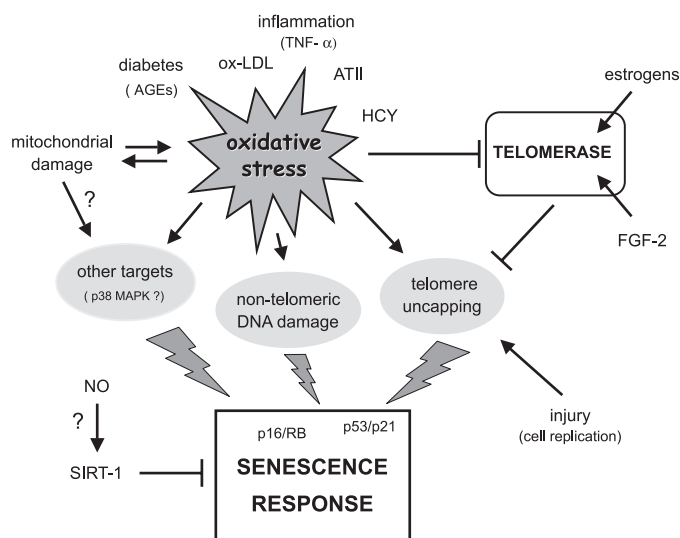 inflammation
(TNF- α)
ox-LDL
diabetes
( AGEs)
ATII
HCY
estrogens
mitochondrial
damage
oxidative
stress
TELOMERASE
?
FGF-2
other targets
( p38 MAPK ?)
non-telomeric
DNA damage
telomere
uncapping
NO
?
SIRT-1
injury
(cell replication)
p16/RB
p53/p21
SENESCENCE
RESPONSE